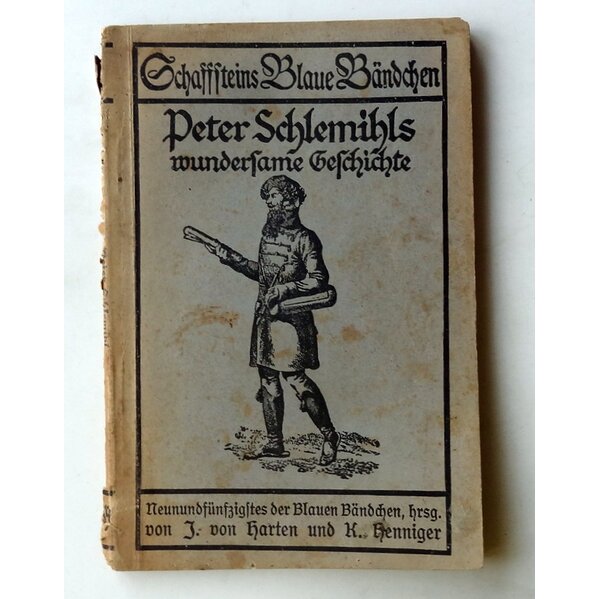 Schaffsteins Blaue Bändchen
Peter Schlemihls
wundersame Geschichte
Neunundfünfzigstes der Blauen Bändchen, hrsg.
von J. von Harten und K. Henniger